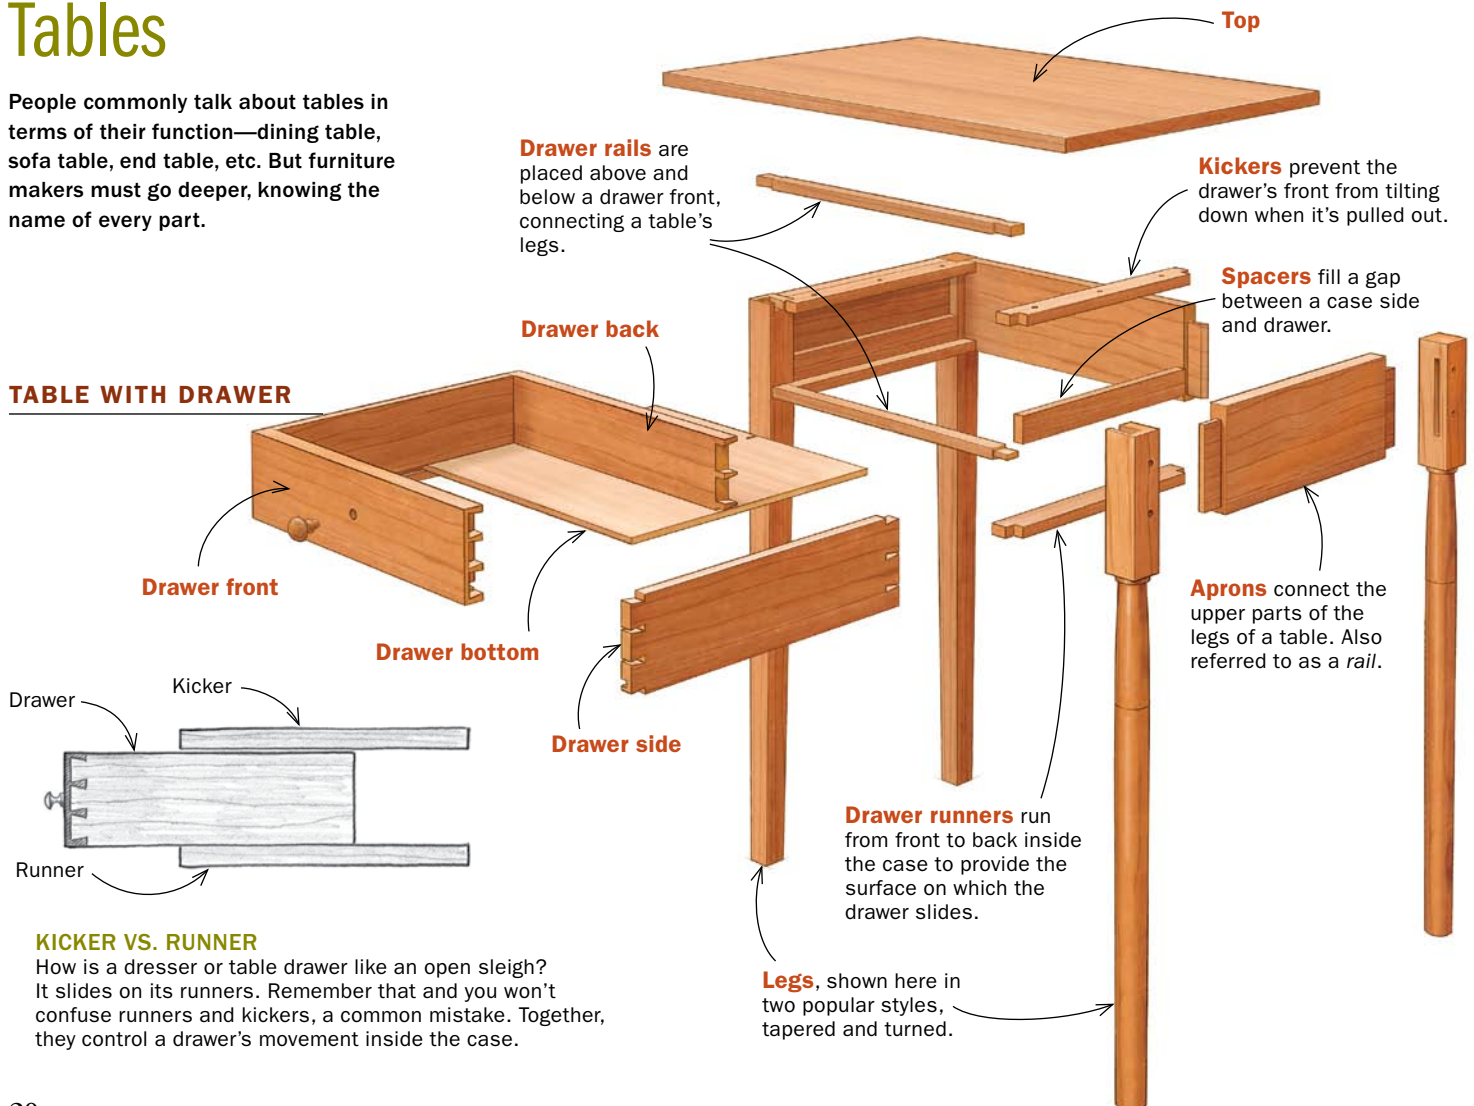 Tables
People commonly talk about tables in
terms of their function—dining table,
sofa table, end table, etc. But furniture
makers must go deeper, knowing the
name of every part.
TABLE WITH DRAWER
Top
Drawer rails are
placed above and
below a drawer front,
connecting a table's
legs.
Kickers prevent the
drawer's front from tilting
down when it's pulled out.
Spacers fill a gap
between a case side
and drawer.
Drawer back
Drawer front
Drawer bottom
Drawer side
Aprons connect the
upper parts of the
legs of a table. Also
referred to as a rail.
Drawer runners run
from front to back inside
the case to provide the
surface on which the
drawer slides.
Legs, shown here in
two popular styles,
tapered and turned.
Drawer
Kicker
Runner
KICKER VS. RUNNER
How is a dresser or table drawer like an open sleigh?
It slides on its runners. Remember that and you won't
confuse runners and kickers, a common mistake. Together,
they control a drawer's movement inside the case.